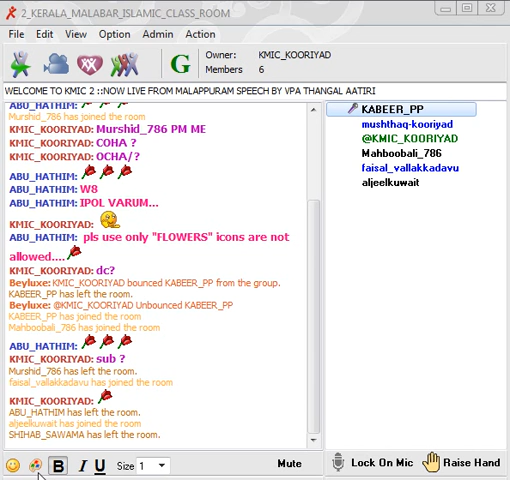 2_KERALA_MALABAR_ISLAMIC_CLASS_ROOM
File Edit View Options Admin Action
G Owner: KMIC_KOORIYAD
Members 6
WELCOME TO KMIC 2 ::NOW LIVE FROM MALAPPURAM SPEECH BY VPA THANGAL AATIRI
ABU_HATHIM:
Murshid_786 has joined the room
KMIC_KOORIYAD: Murshid_786 PM ME
KMIC_KOORIYAD: COHA ?
KMIC_KOORIYAD: OCHA/?
ABU_HATHIM:
ABU_HATHIM: W8
ABU_HATHIM: IPOL VARUM...
KMIC_KOORIYAD:
ABU_HATHIM: pls use only "FLOWERS" icons are not
allowed....
KMIC_KOORIYAD: dc?
Beyluxe: KMIC_KOORIYAD bounced KABEER_PP from the group.
KABEER_PP has left the room.
Beyluxe: @KMIC_KOORIYAD Unbounced KABEER_PP
KABEER_PP has joined the room
Mahboobali_786 has joined the room
ABU_HATHIM:
KMIC_KOORIYAD: sub ?
Murshid_786 has left the room.
faisal_vallakkadavu has joined the room
KMIC_KOORIYAD:
ABU_HATHIM has left the room.
aljeelkuwait has joined the room
SHIHAB_SAWAMA has left the room.
KABEER_PP
mushthaq-kooriyad
@KMIC_KOORIYAD
Mahboobali_786
faisal_vallakkadavu
aljeelkuwait
B I U Size 1 Mute Lock On Mic Raise Hand